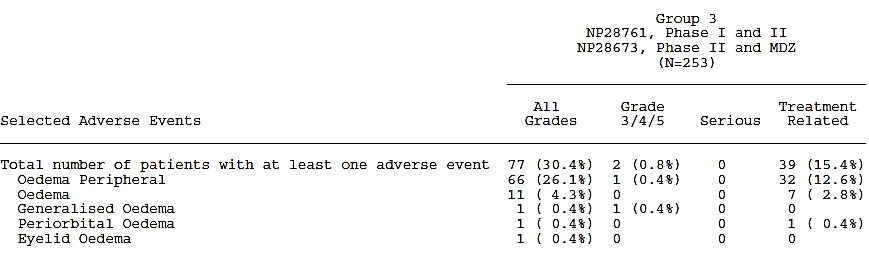 Group 3
NP28761, Phase I and II
NP28673, Phase II and MDZ
(N=253)
All Grade Treatment
Selected Adverse Events Grades 3/4/5 Serious Related
Total number of patients with at least one adverse event 77 (30.4%) 2 (0.8%) 0 39 (15.4%)
Oedema Peripheral 66 (26.1%) 1 (0.4%) 0 32 (12.6%)
Oedema 11 ( 4.3%) 0 0 7 ( 2.8%)
Generalised Oedema 1 ( 0.4%) 1 (0.4%) 0 0
Periorbital Oedema 1 ( 0.4%) 0 0 1 ( 0.4%)
Eyelid Oedema 1 ( 0.4%) 0 0 0